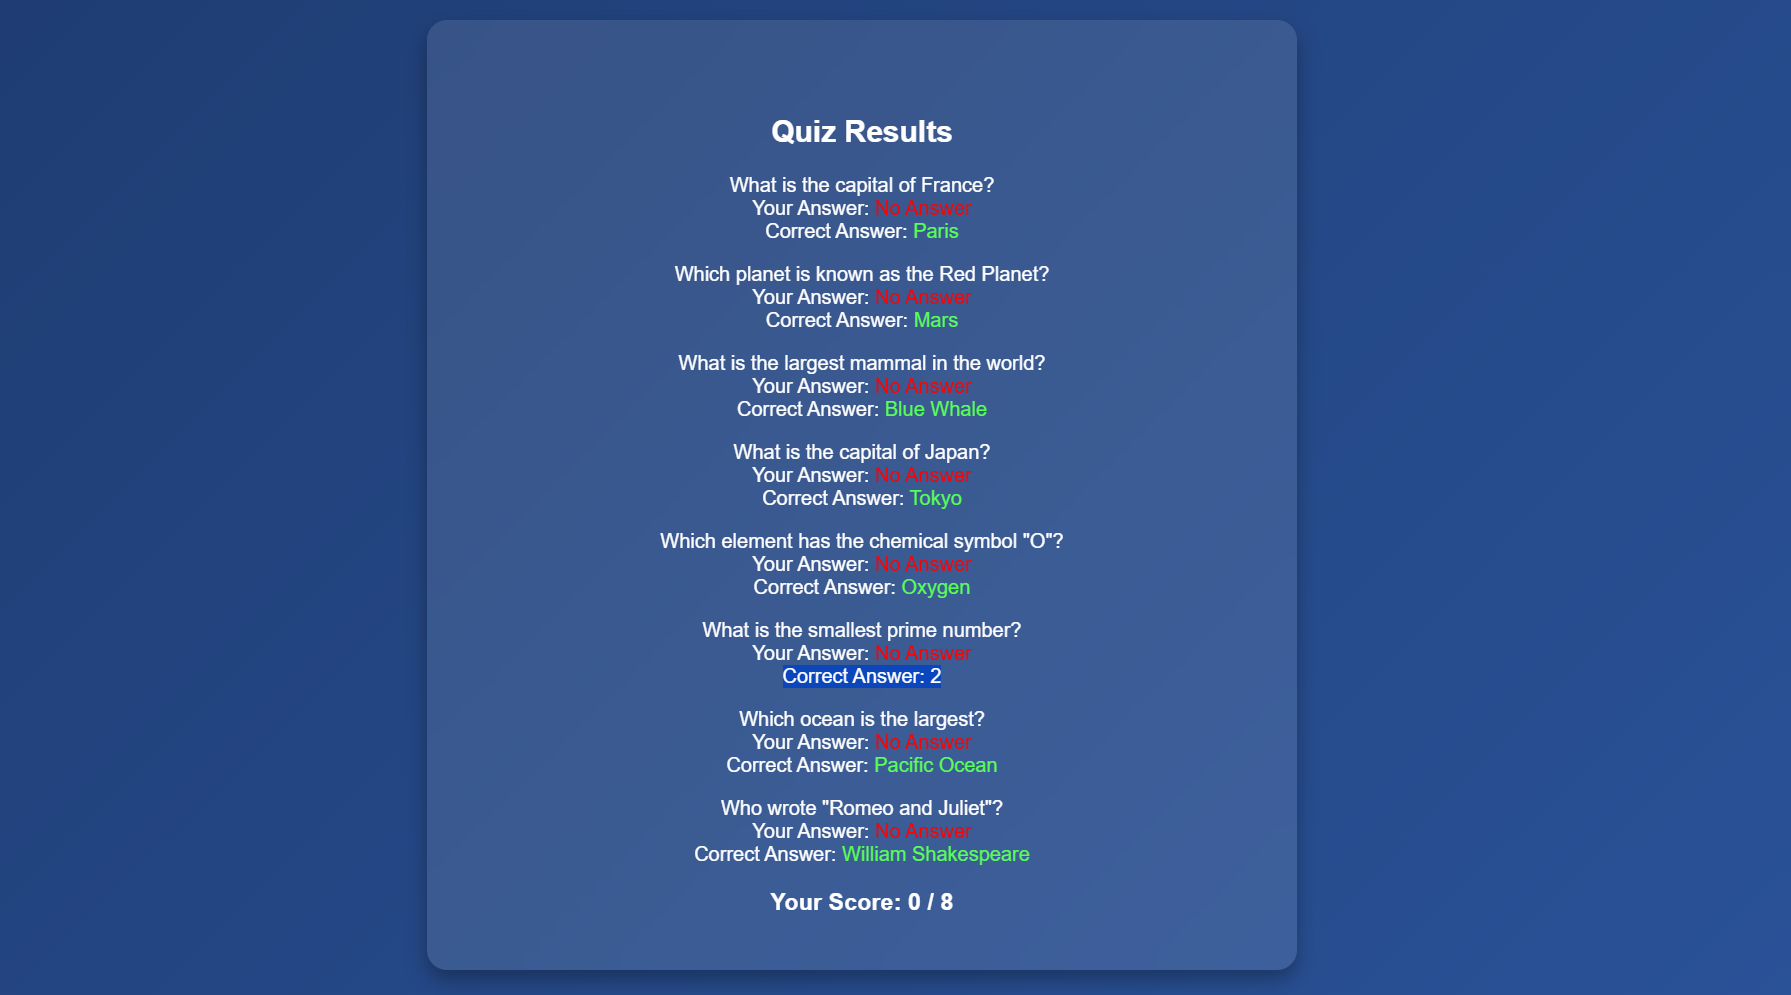 Quiz Results
What is the capital of France?
Your Answer: No Answer
Correct Answer: Paris
Which planet is known as the Red Planet?
Your Answer: No Answer
Correct Answer: Mars
What is the largest mammal in the world?
Your Answer: No Answer
Correct Answer: Blue Whale
What is the capital of Japan?
Your Answer: No Answer
Correct Answer: Tokyo
Which element has the chemical symbol "O"?
Your Answer: No Answer
Correct Answer: Oxygen
What is the smallest prime number?
Your Answer: No Answer
Correct Answer: 2
Which ocean is the largest?
Your Answer: No Answer
Correct Answer: Pacific Ocean
Who wrote "Romeo and Juliet"?
Your Answer: No Answer
Correct Answer: William Shakespeare
Your Score: 0 / 8